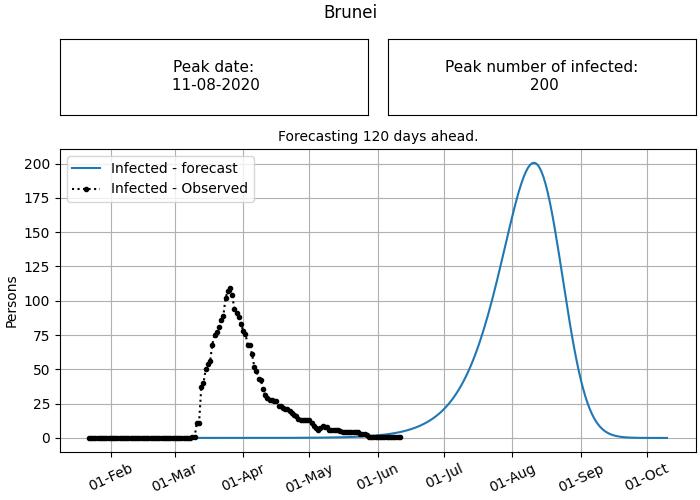 Brunei
Peak date:
11-08-2020
Peak number of infected:
200
Forecasting 120 days ahead.
Infected - forecast
Infected - Observed
Persons
200
175
150
125
100
75
50
25
0
01-Feb
01-Mar
01-Apr
01-May
01-Jun
01-Jul
01-Aug
01-Sep
01-Oct